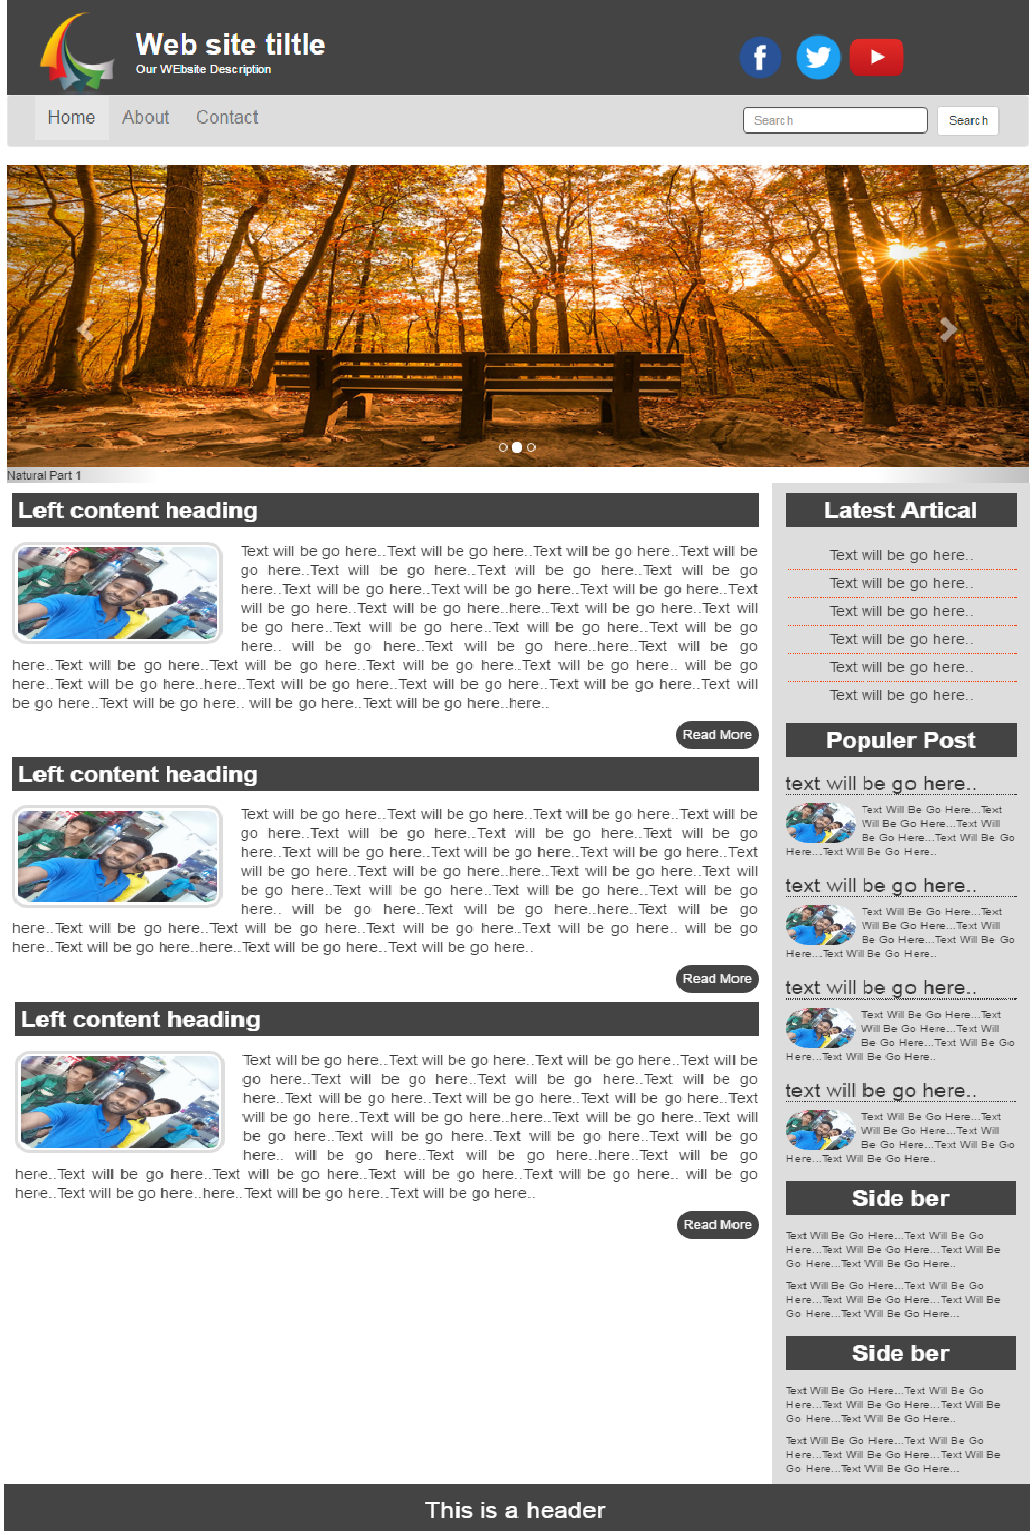 Web site tiltle
Our WEbsite Description
Home About Contact
Search Search
Natural Part 1
Left content heading
Text will be go here..Text will be go here..Text will be go here..Text will be
go here..Text will be go here..Text will be go here..Text will be go
here..Text will be go here..Text will be go here..Text will be go here..Text
will be go here..Text will be go here..here..Text will be go here..Text will
be go here..Text will be go here..Text will be go here..Text will be go
here.. will be go here..Text will be go here..here..Text will be go
here..Text will be go here..Text will be go here..Text will be go here..Text will be go here.. will be go
here..Text will be go here..here..Text will be go here..Text will be go here..Text will be go here..Text will
be go here..Text will be go here.. will be go here..Text will be go here..here..
Read More
Left content heading
Text will be go here..Text will be go here..Text will be go here..Text will be
go here..Text will be go here..Text will be go here..Text will be go
here..Text will be go here..Text will be go here..Text will be go here..Text
will be go here..Text will be go here..here..Text will be go here..Text will
be go here..Text will be go here..Text will be go here..Text will be go
here.. will be go here..Text will be go here..here..Text will be go
here..Text will be go here..Text will be go here..Text will be go here..Text will be go here.. will be go
here..Text will be go here..here..Text will be go here..Text will be go here..
Read More
Left content heading
Text will be go here..Text will be go here..Text will be go here..Text will be
go here..Text will be go here..Text will be go here..Text will be go
here..Text will be go here..Text will be go here..Text will be go here..Text
will be go here..Text will be go here..here..Text will be go here..Text will
be go here..Text will be go here..Text will be go here..Text will be go
here.. will be go here..Text will be go here..here..Text will be go
here..Text will be go here..Text will be go here..Text will be go here..Text will be go here.. will be go
here..Text will be go here..here..Text will be go here..Text will be go here..
Read More
Latest Artical
Text will be go here..
Text will be go here..
Text will be go here..
Text will be go here..
Text will be go here..
Text will be go here..
Populer Post
text will be go here..
Text Will Be Go Here...Text
Will Be Go Here...Text Will
Be Go Here...Text Will Be Go
Here...Text Will Be Go Here..
text will be go here..
Text Will Be Go Here...Text
Will Be Go Here...Text Will
Be Go Here...Text Will Be Go
Here...Text Will Be Go Here..
text will be go here..
Text Will Be Go Here...Text
Will Be Go Here...Text Will
Be Go Here...Text Will Be Go
Here...Text Will Be Go Here..
text will be go here..
Text Will Be Go Here...Text
Will Be Go Here...Text Will
Be Go Here...Text Will Be Go
Here...Text Will Be Go Here..
Side ber
Text Will Be Go Here...Text Will Be Go
Here...Text Will Be Go Here...Text Will Be
Go Here...Text Will Be Go Here..
Text Will Be Go Here...Text Will Be Go
Here...Text Will Be Go Here...Text Will Be
Go Here...Text Will Be Go Here...
Side ber
Text Will Be Go Here...Text Will Be Go
Here...Text Will Be Go Here...Text Will Be
Go Here...Text Will Be Go Here..
Text Will Be Go Here...Text Will Be Go
Here...Text Will Be Go Here...Text Will Be
Go Here...Text Will Be Go Here...
This is a header